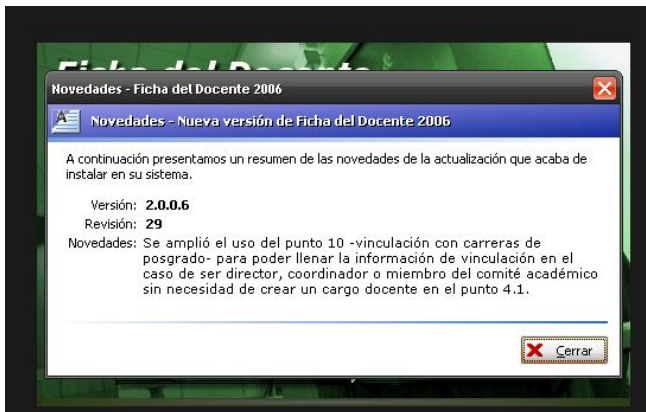 Ficha del Docente
Novedades - Ficha del Docente 2006
Novedades - Nueva versión de Ficha del Docente 2006
A continuación presentamos un resumen de las novedades de la actualización que acaba de
instalar en su sistema.
Versión: 2.0.0.6
Revisión: 29
Novedades: Se amplió el uso del punto 10 -vinculación con carreras de
posgrado- para poder llenar la información de vinculación en el
caso de ser director, coordinador o miembro del comité académico
sin necesidad de crear un cargo docente en el punto 4.1.
Cerrar